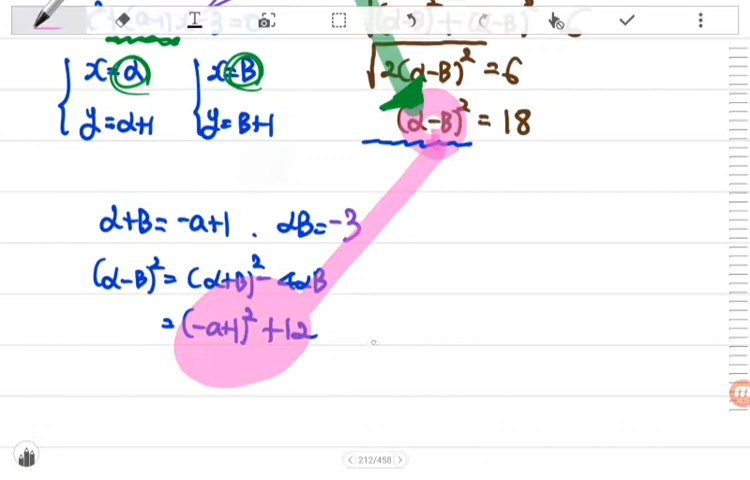 x=α x=β √2(α-β)² = 6
y=α+1 y=β+1 (α-β)² = 18
α+β = -a+1 . αβ = -3
(α-β)² = (α+β)² - 4αβ
= (-a+1)² + 12
212/458